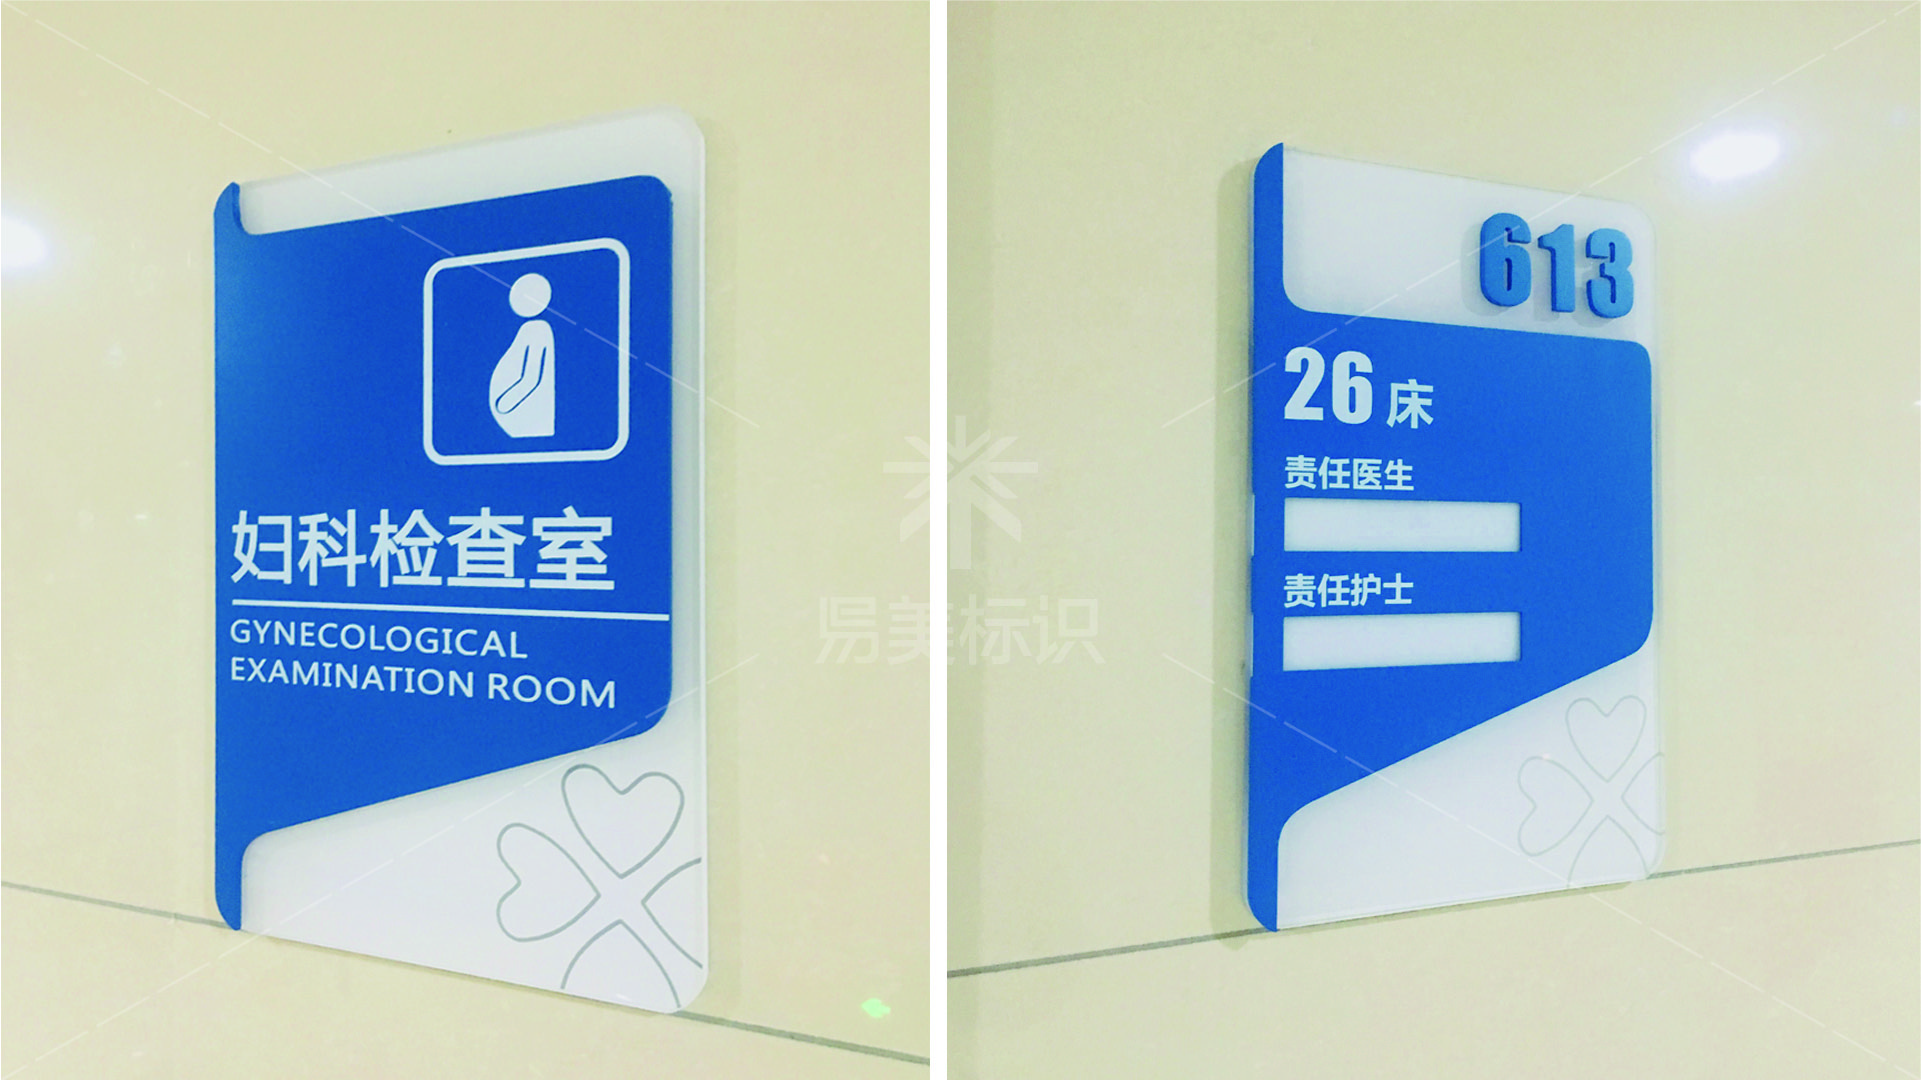 妇科检查室
GYNECOLOGICAL
EXAMINATION ROOM
613
26 床
责任医生
责任护士
易美标识